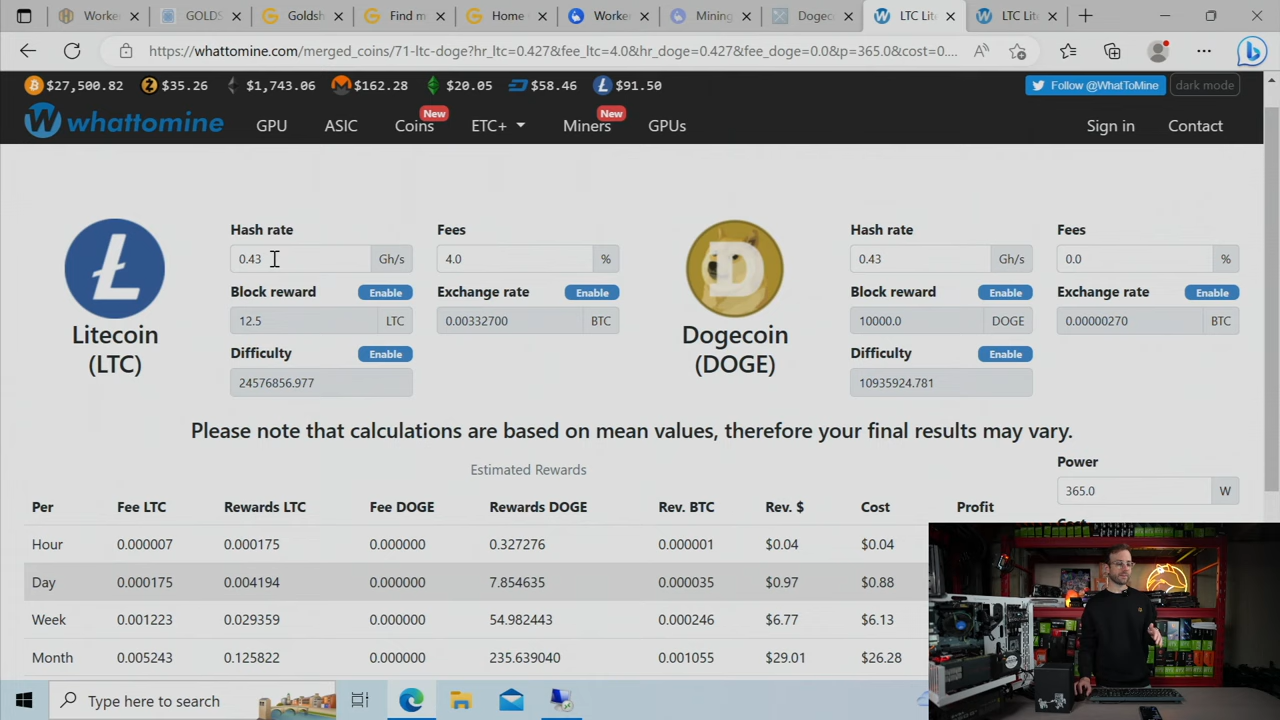 Worker
GOLDS
Goldsh
Find m
Home
Worker
Mining
Dogec
LTC Lit
LTC Lit
https://whattomine.com/merged_coins/71-ltc-doge?hr_ltc=0.427&fee_ltc=4.0&hr_doge=0.427&fee_doge=0.0&p=365.0&cost=0....
$27,500.82 $35.26 $1,743.06 $162.28 $20.05 $58.46 $91.50
Follow @WhatToMine dark mode
whattomine GPU ASIC Coins New ETC+ Miners New GPUs Sign in Contact
Hash rate Fees Hash rate Fees
0.43 Gh/s 4.0 % 0.43 Gh/s 0.0 %
Block reward Enable Exchange rate Enable Block reward Enable Exchange rate Enable
12.5 LTC 0.00332700 BTC 10000.0 DOGE 0.00000270 BTC
Litecoin (LTC)
Difficulty Enable
24576856.977
Dogecoin (DOGE)
Difficulty Enable
10935924.781
Please note that calculations are based on mean values, therefore your final results may vary.
Estimated Rewards
Power
365.0 W
Per Fee LTC Rewards LTC Fee DOGE Rewards DOGE Rev. BTC Rev. $ Cost Profit
Hour 0.000007 0.000175 0.000000 0.327276 0.000001 $0.04 $0.04
Day 0.000175 0.004194 0.000000 7.854635 0.000035 $0.97 $0.88
Week 0.001223 0.029359 0.000000 54.982443 0.000246 $6.77 $6.13
Month 0.005243 0.125822 0.000000 235.639040 0.001055 $29.01 $26.28
Type here to search